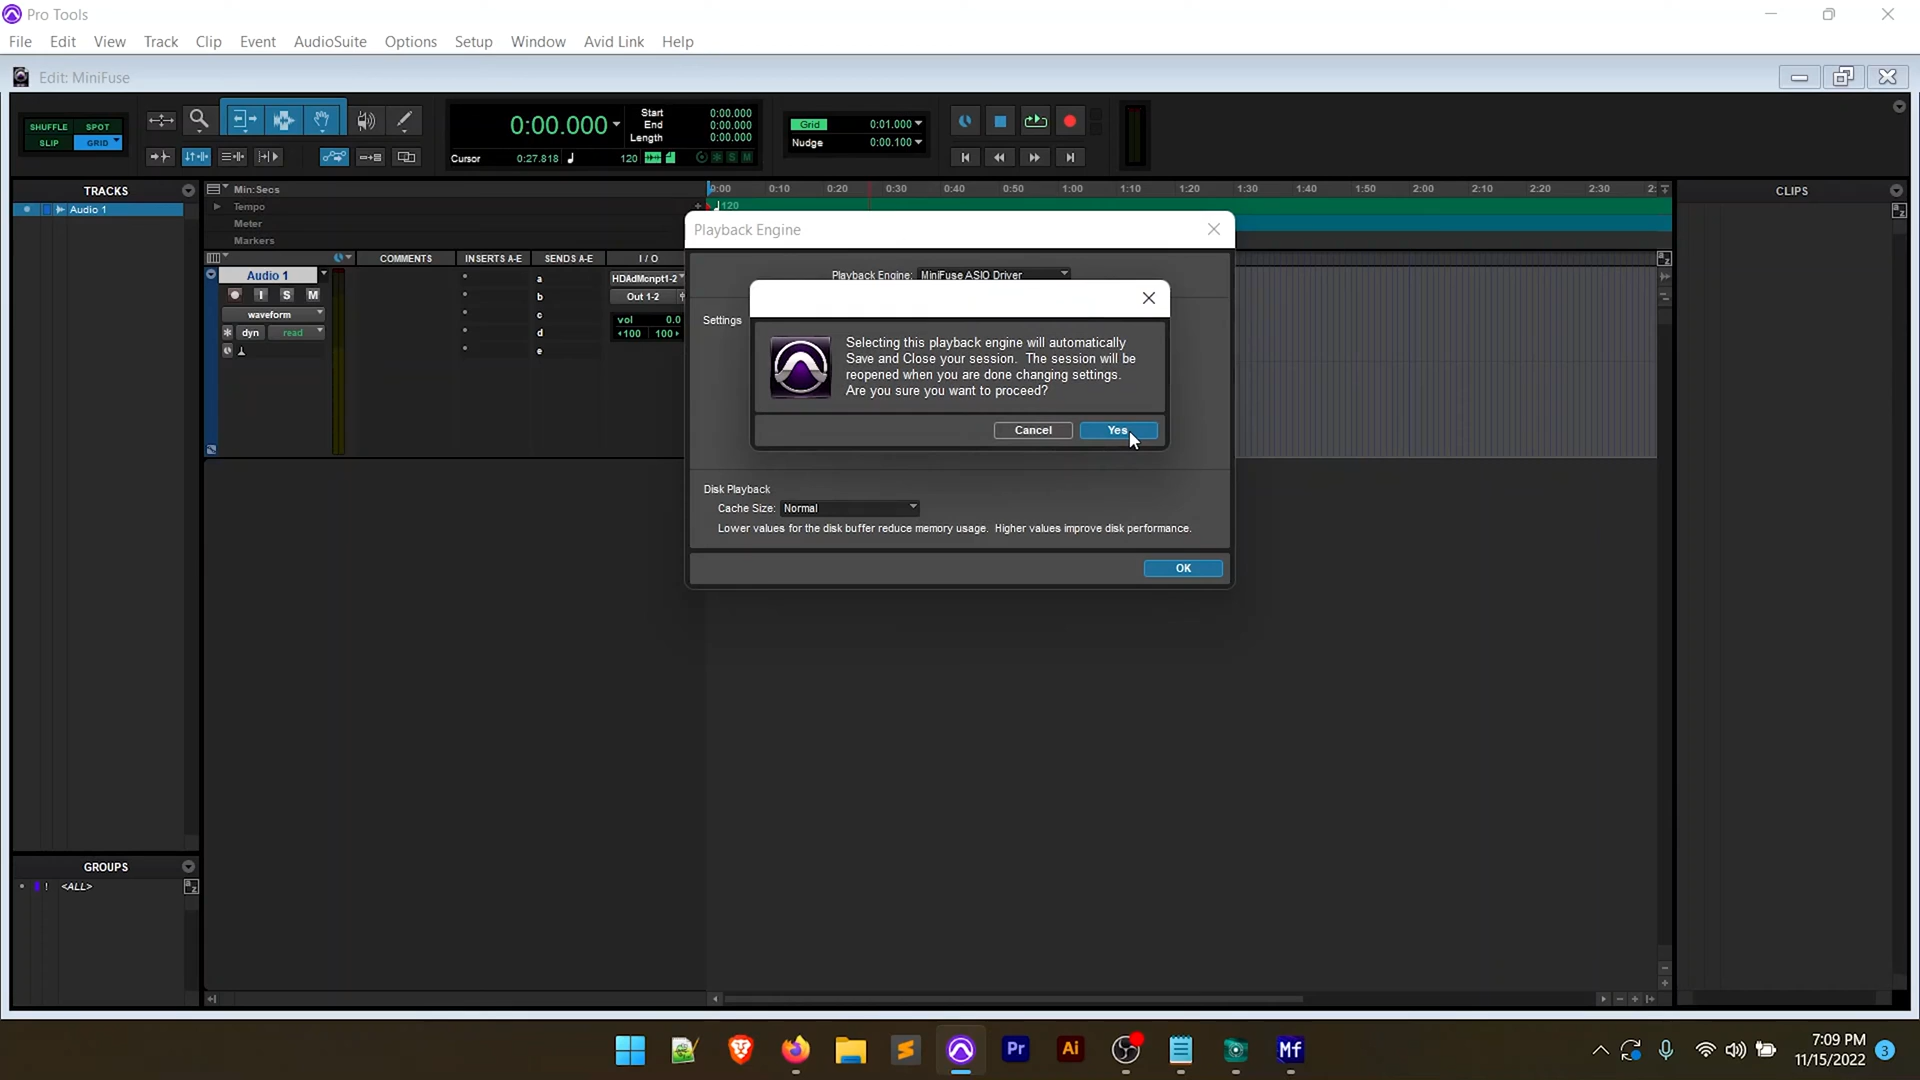 Pro Tools
File Edit View Track Clip Event AudioSuite Options Setup Window Avid Link Help
Edit: MiniFuse
SHUFFLE SPOT
SLIP GRID
0:00.000
Start 0:00.000
End 0:00.000
Length 0:00.000
Cursor 0:27.818 120
Grid 0:01.000
Nudge 0:00.100
S M
TRACKS
Audio 1
Min:Secs
0:00 0:10 0:20 0:30 0:40 0:50 1:00 1:10 1:20 1:30 1:40 1:50 2:00 2:10 2:20 2:30 2:
Tempo
120
Meter
Markers
COMMENTS INSERTS A-E SENDS A-E I / O
Audio 1
I S M
waveform
dyn read
a
b
c
d
e
HDAdMcnpt1-2
Out 1-2
vol 0.0
100 100
CLIPS
Playback Engine
Playback Engine: MiniFuse ASIO Driver
Settings
Selecting this playback engine will automatically
Save and Close your session. The session will be
reopened when you are done changing settings.
Are you sure you want to proceed?
Cancel Yes
Disk Playback
Cache Size: Normal
Lower values for the disk buffer reduce memory usage. Higher values improve disk performance.
OK
GROUPS
! <ALL>
a z
Pr Ai Mf
7:09 PM
11/15/2022
3